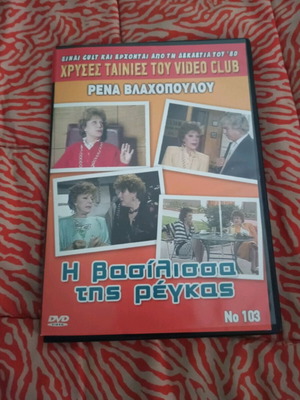 ΕΙΝΑΙ CULT ΚΑΙ ΕΡΧΟΝΤΑΙ ΑΠΟ ΤΗ ΔΕΚΑΕΤΙΑ ΤΟΥ '80
ΧΡΥΣΕΣ ΤΑΙΝΙΕΣ ΤΟΥ VIDEO CLUB
ΡΕΝΑ ΒΛΑΧΟΠΟΥΛΟΥ
Η Βασίλισσα
της ρέγκας
DVD
No 103